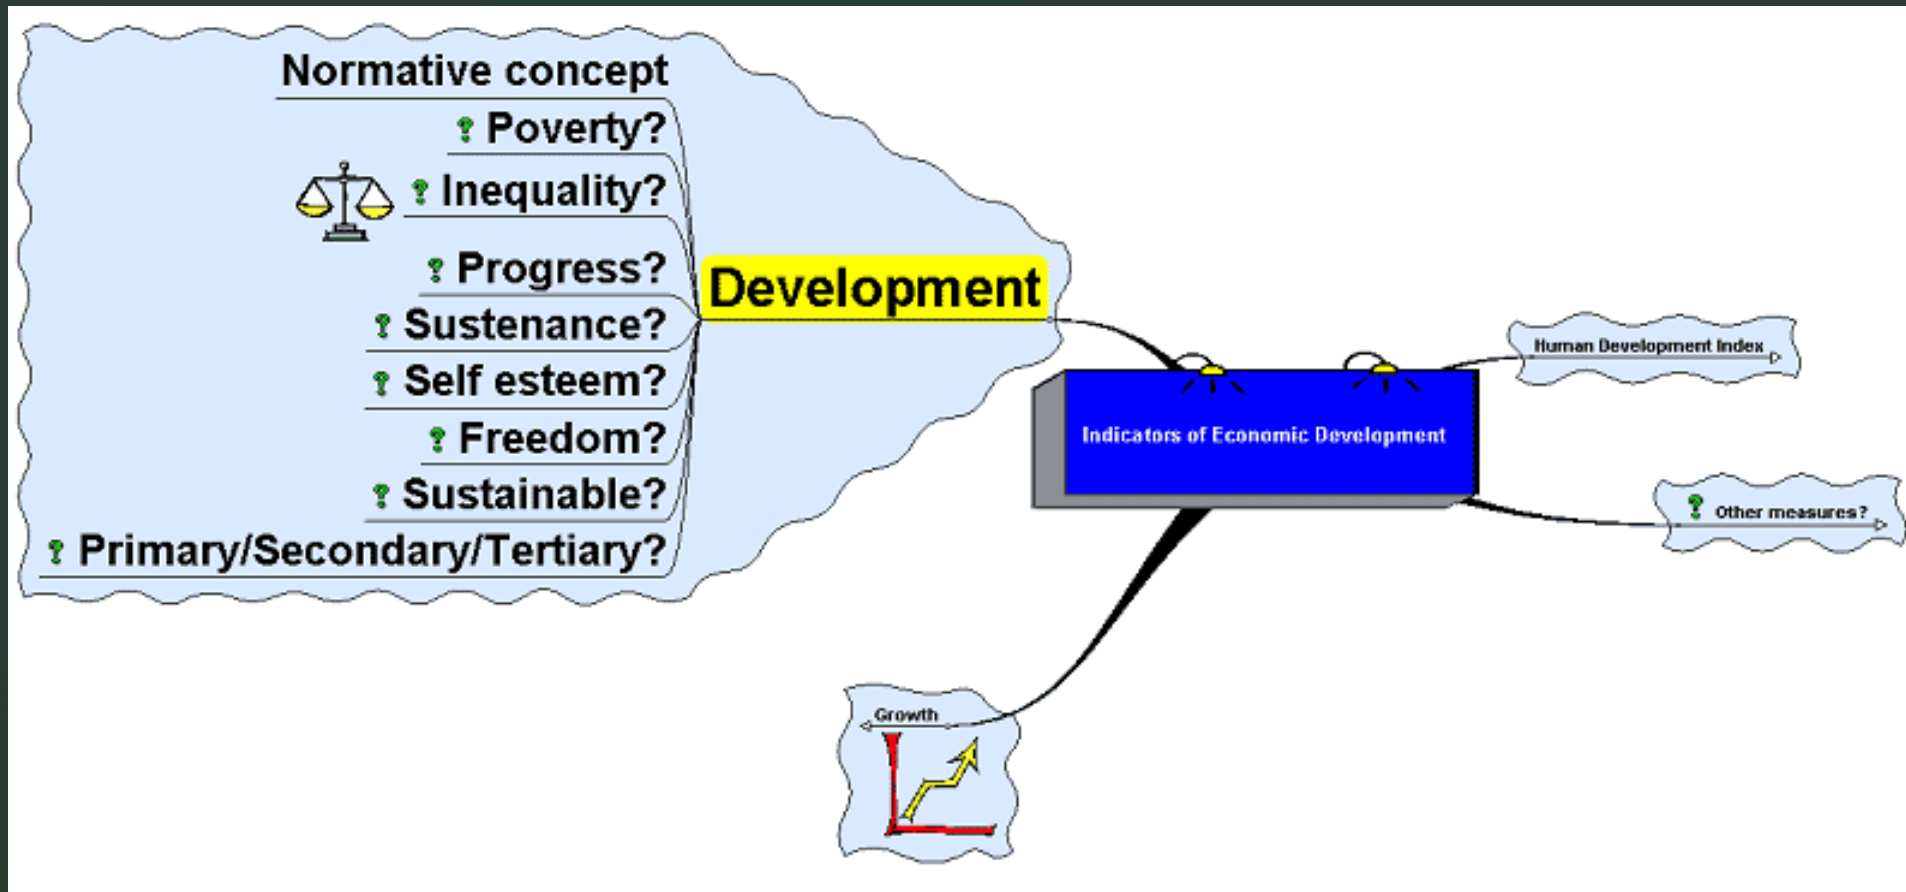 Normative concept
Poverty?
Inequality?
Progress?
Sustenance?
Self esteem?
Freedom?
Sustainable?
Primary/Secondary/Tertiary?
Development
Indicators of Economic Development
Human Development Index
? Other measures?
Growth